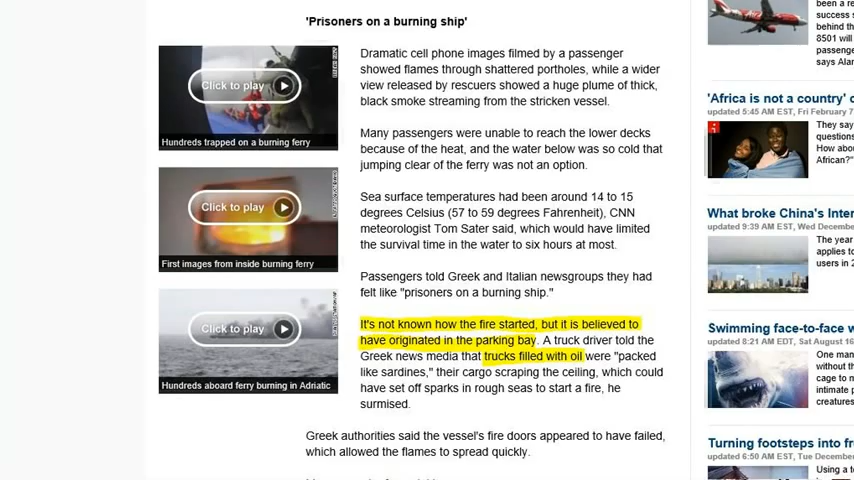 'Prisoners on a burning ship'
Click to play
Hundreds trapped on a burning ferry
Click to play
First images from inside burning ferry
Click to play
Hundreds aboard ferry burning in Adriatic
Dramatic cell phone images filmed by a passenger
showed flames through shattered portholes, while a wider
view released by rescuers showed a huge plume of thick,
black smoke streaming from the stricken vessel.
Many passengers were unable to reach the lower decks
because of the heat, and the water below was so cold that
jumping clear of the ferry was not an option.
Sea surface temperatures had been around 14 to 15
degrees Celsius (57 to 59 degrees Fahrenheit), CNN
meteorologist Tom Sater said, which would have limited
the survival time in the water to six hours at most.
Passengers told Greek and Italian newsgroups they had
felt like "prisoners on a burning ship."
It's not known how the fire started, but it is believed to
have originated in the parking bay. A truck driver told the
Greek news media that trucks filled with oil were "packed
like sardines," their cargo scraping the ceiling, which could
have set off sparks in rough seas to start a fire, he
surmised.
Greek authorities said the vessel's fire doors appeared to have failed,
which allowed the flames to spread quickly.
been a re
success s
behind th
8501 will
passenge
says Alar
'Africa is not a country' c
updated 5:45 AM EST, Fri February 7
They say
questions
How abou
African?"
What broke China's Inter
updated 9:39 AM EST, Wed Decembe
The year
applies to
users in 2
Swimming face-to-face w
updated 8:21 AM EDT, Sat August 16
One man
without th
cage to n
intimate p
creatures
Turning footsteps into fr
updated 6:50 AM EST, Tue Decembe
Using a to